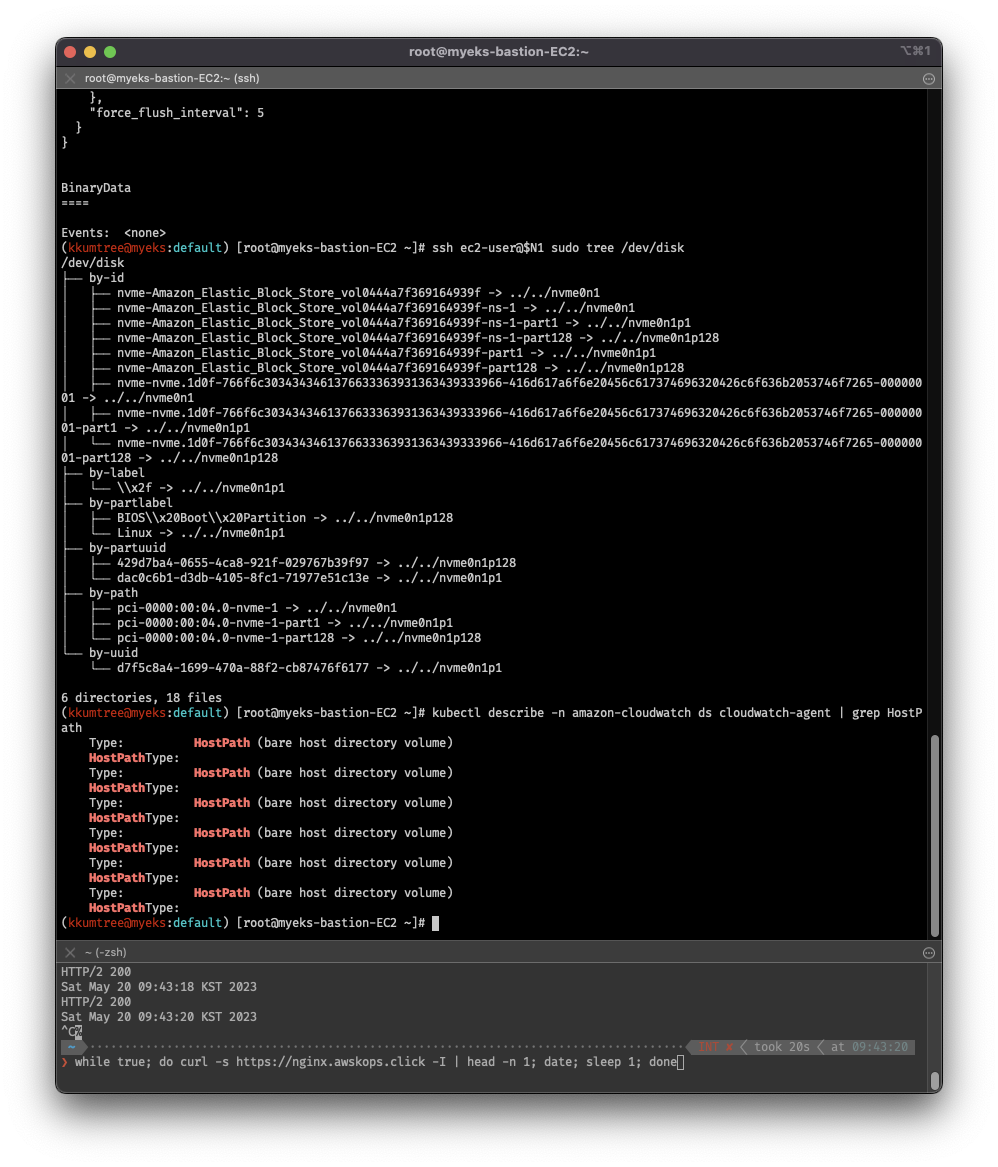 root@myeks-bastion-EC2:~
⌥⌘1
root@myeks-bastion-EC2:~ (ssh)
    },
    "force_flush_interval": 5
  }
}
BinaryData
====
Events:  <none>
(kkumtree@myeks:default) [root@myeks-bastion-EC2 ~]# ssh ec2-user@$N1 sudo tree /dev/disk
/dev/disk
├── by-id
│   ├── nvme-Amazon_Elastic_Block_Store_vol0444a7f369164939f -> ../../nvme0n1
│   ├── nvme-Amazon_Elastic_Block_Store_vol0444a7f369164939f-ns-1 -> ../../nvme0n1
│   ├── nvme-Amazon_Elastic_Block_Store_vol0444a7f369164939f-ns-1-part1 -> ../../nvme0n1p1
│   ├── nvme-Amazon_Elastic_Block_Store_vol0444a7f369164939f-ns-1-part128 -> ../../nvme0n1p128
│   ├── nvme-Amazon_Elastic_Block_Store_vol0444a7f369164939f-part1 -> ../../nvme0n1p1
│   ├── nvme-Amazon_Elastic_Block_Store_vol0444a7f369164939f-part128 -> ../../nvme0n1p128
│   ├── nvme-nvme.1d0f-766f6c3034343461376633363931363439333966-416d617a6f6e20456c617374696320426c6f636b2053746f7265-000000
01 -> ../../nvme0n1
│   ├── nvme-nvme.1d0f-766f6c3034343461376633363931363439333966-416d617a6f6e20456c617374696320426c6f636b2053746f7265-000000
01-part1 -> ../../nvme0n1p1
│   └── nvme-nvme.1d0f-766f6c3034343461376633363931363439333966-416d617a6f6e20456c617374696320426c6f636b2053746f7265-000000
01-part128 -> ../../nvme0n1p128
├── by-label
│   └── \\x2f -> ../../nvme0n1p1
├── by-partlabel
│   ├── BIOS\\x20Boot\\x20Partition -> ../../nvme0n1p128
│   └── Linux -> ../../nvme0n1p1
├── by-partuuid
│   ├── 429d7ba4-0655-4ca8-921f-029767b39f97 -> ../../nvme0n1p128
│   └── dac0c6b1-d3db-4105-8fc1-71977e51c13e -> ../../nvme0n1p1
├── by-path
│   ├── pci-0000:00:04.0-nvme-1 -> ../../nvme0n1
│   ├── pci-0000:00:04.0-nvme-1-part1 -> ../../nvme0n1p1
│   └── pci-0000:00:04.0-nvme-1-part128 -> ../../nvme0n1p128
└── by-uuid
    └── d7f5c8a4-1699-470a-88f2-cb87476f6177 -> ../../nvme0n1p1
6 directories, 18 files
(kkumtree@myeks:default) [root@myeks-bastion-EC2 ~]# kubectl describe -n amazon-cloudwatch ds cloudwatch-agent | grep HostP
ath
    Type:          HostPath (bare host directory volume)
    HostPathType:
    Type:          HostPath (bare host directory volume)
    HostPathType:
    Type:          HostPath (bare host directory volume)
    HostPathType:
    Type:          HostPath (bare host directory volume)
    HostPathType:
    Type:          HostPath (bare host directory volume)
    HostPathType:
    Type:          HostPath (bare host directory volume)
    HostPathType:
(kkumtree@myeks:default) [root@myeks-bastion-EC2 ~]#
~ (-zsh)
HTTP/2 200
Sat May 20 09:43:18 KST 2023
HTTP/2 200
Sat May 20 09:43:20 KST 2023
^C%
~ INT ✘ took 20s at 09:43:20
❯ while true; do curl -s https://nginx.awskops.click -I | head -n 1; date; sleep 1; done